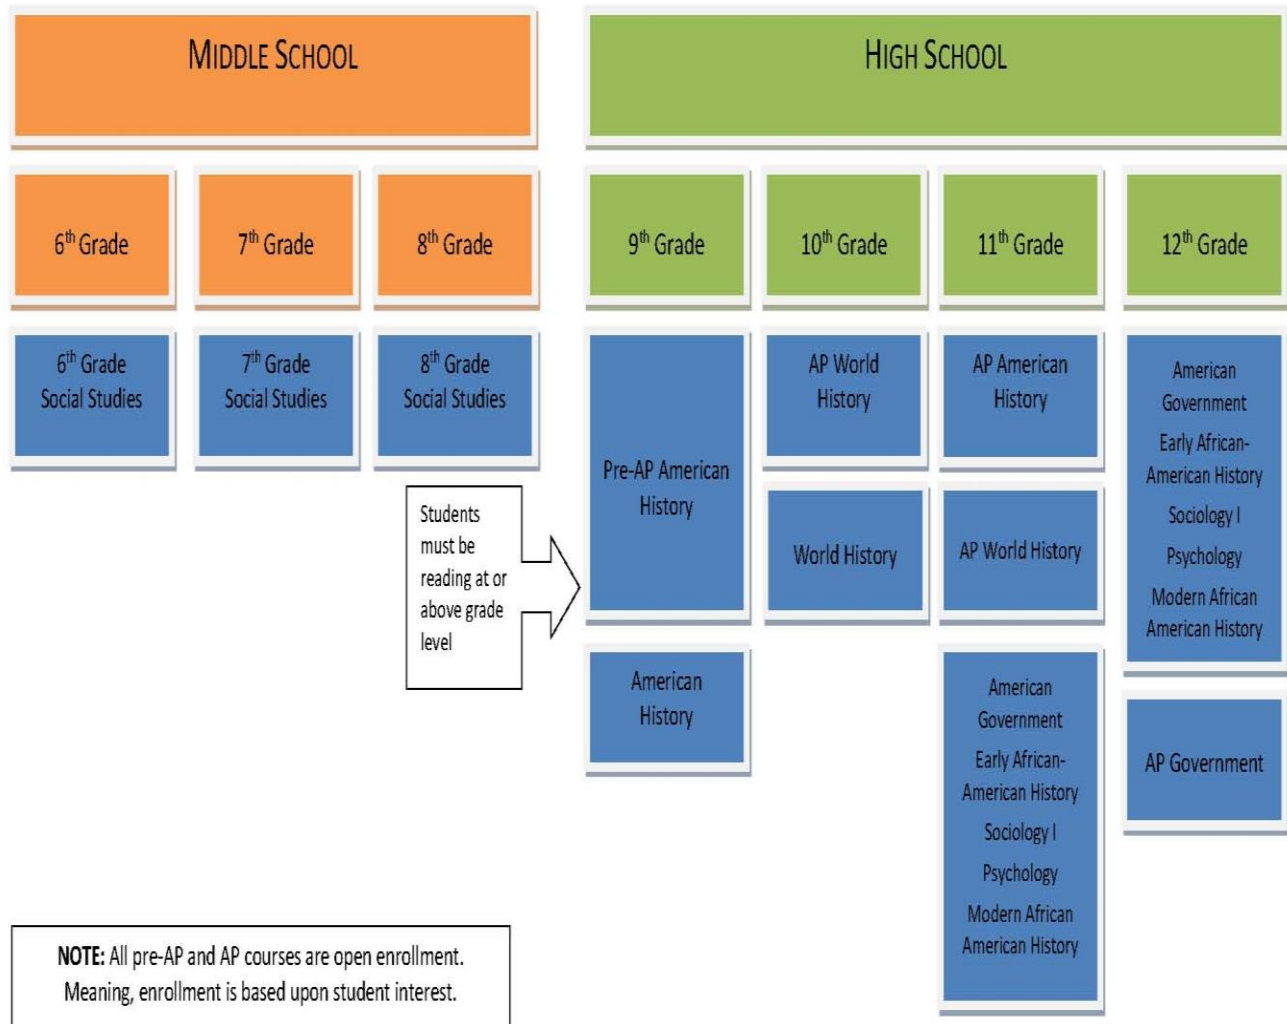 MIDDLE SCHOOL
HIGH SCHOOL
6th Grade
7th Grade
8th Grade
9th Grade
10th Grade
11th Grade
12th Grade
6th Grade
Social Studies
7th Grade
Social Studies
8th Grade
Social Studies
Students
must be
reading at or
above grade
level
Pre-AP American
History
American
History
AP World
History
World History
AP American
History
AP World History
American
Government
Early African-
American History
Sociology I
Psychology
Modern African
American History
American
Government
Early African-
American History
Sociology I
Psychology
Modern African
American History
AP Government
NOTE: All pre-AP and AP courses are open enrollment.
Meaning, enrollment is based upon student interest.